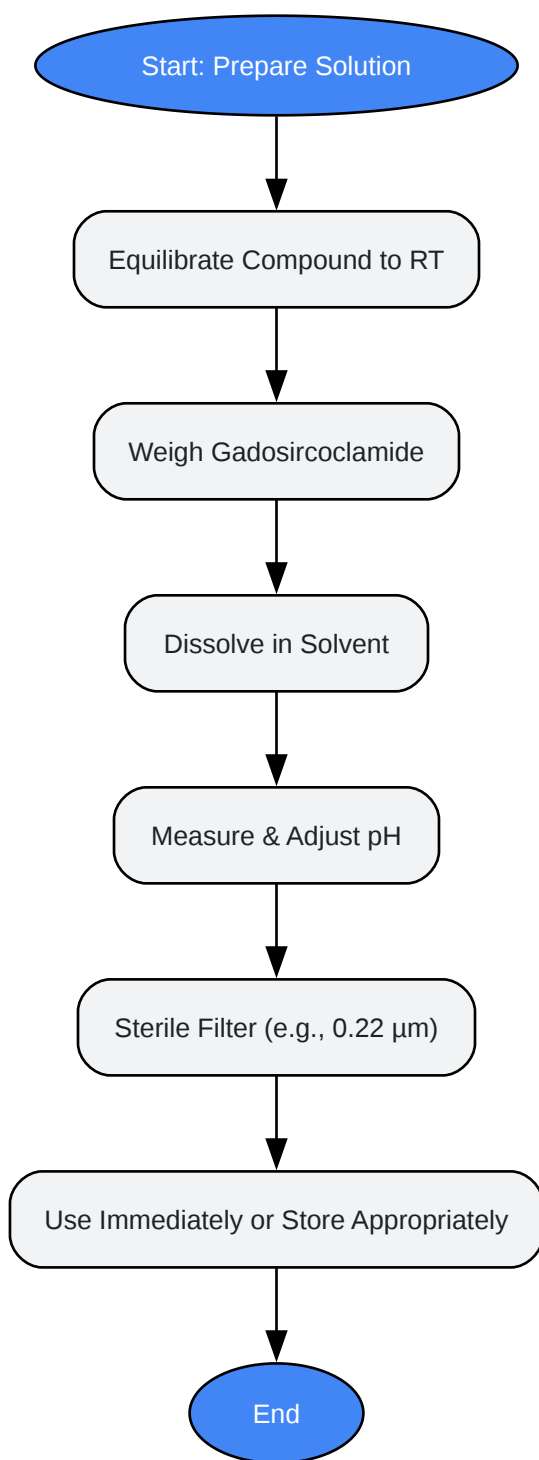 Start: Prepare Solution
Equilibrate Compound to RT
Weigh Gadosircoclamide
Dissolve in Solvent
Measure & Adjust pH
Sterile Filter (e.g., 0.22 µm)
Use Immediately or Store Appropriately
End